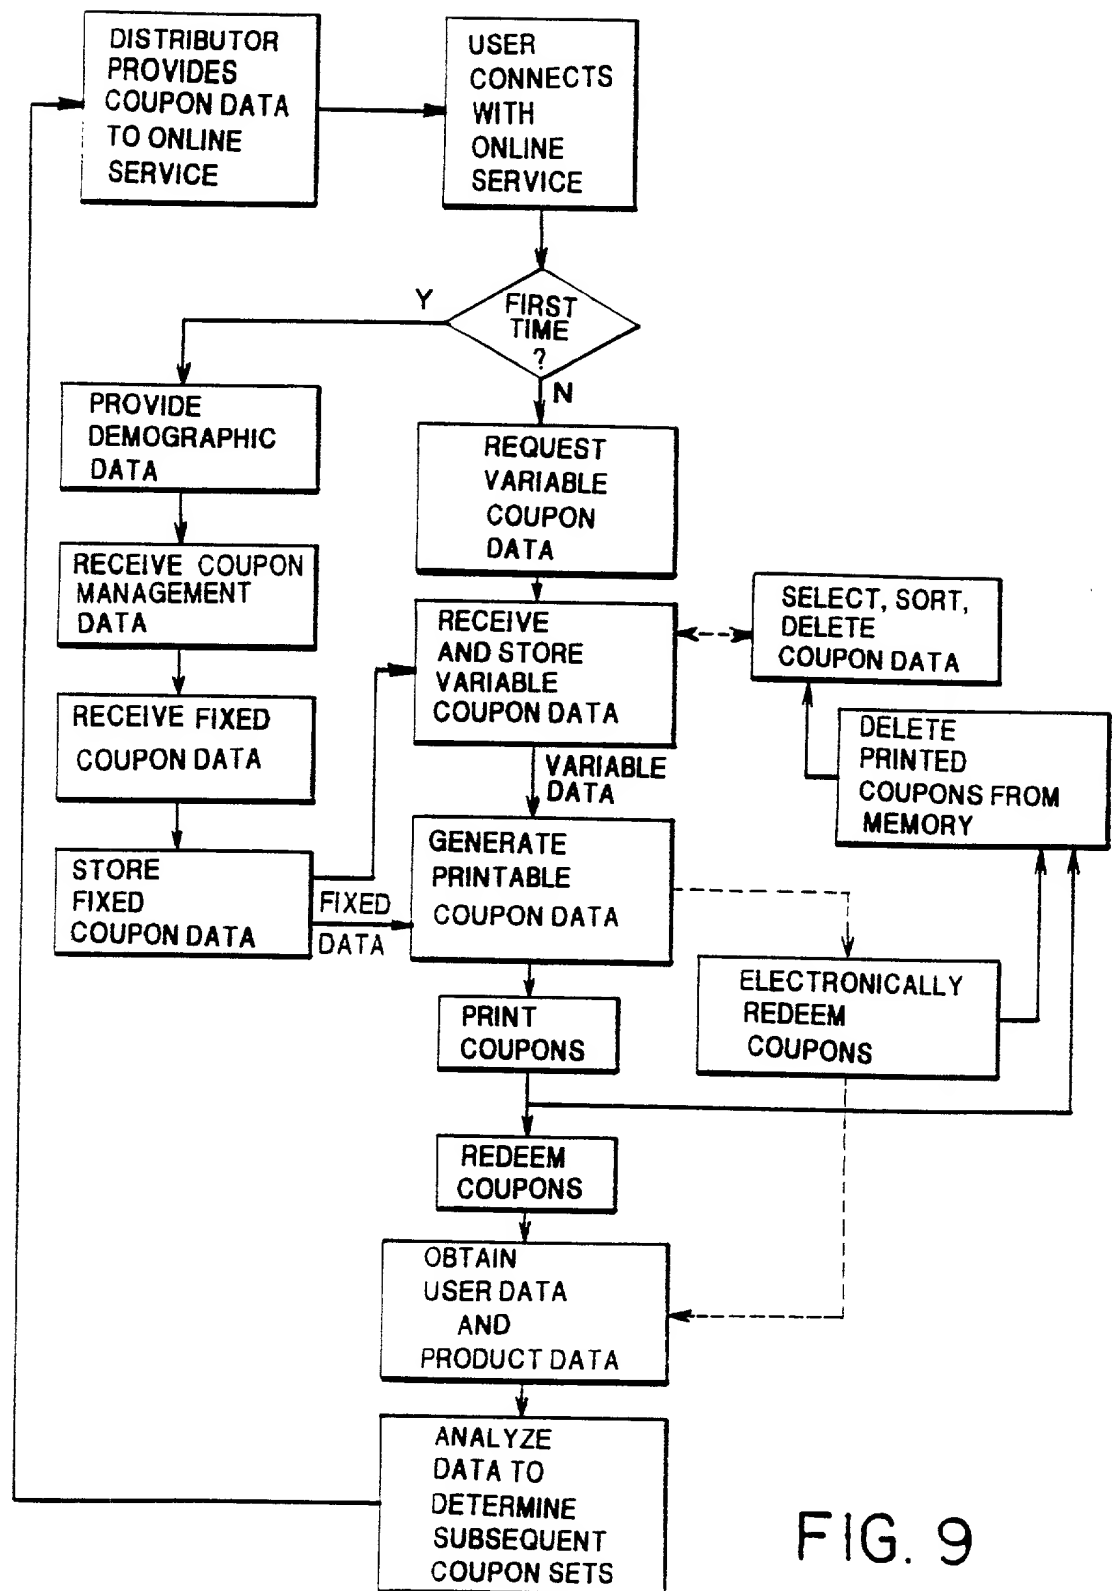 DISTRIBUTOR
PROVIDES
COUPON DATA
TO ONLINE
SERVICE
USER
CONNECTS
WITH
ONLINE
SERVICE
FIRST
TIME
?
Y
N
PROVIDE
DEMOGRAPHIC
DATA
REQUEST
VARIABLE
COUPON
DATA
RECEIVE COUPON
MANAGEMENT
DATA
RECEIVE
AND STORE
VARIABLE
COUPON DATA
SELECT, SORT,
DELETE
COUPON DATA
RECEIVE FIXED
COUPON DATA
VARIABLE
DATA
DELETE
PRINTED
COUPONS FROM
MEMORY
STORE
FIXED
COUPON DATA
FIXED
DATA
GENERATE
PRINTABLE
COUPON DATA
ELECTRONICALLY
REDEEM
COUPONS
PRINT
COUPONS
REDEEM
COUPONS
OBTAIN
USER DATA
AND
PRODUCT DATA
ANALYZE
DATA TO
DETERMINE
SUBSEQUENT
COUPON SETS
FIG. 9